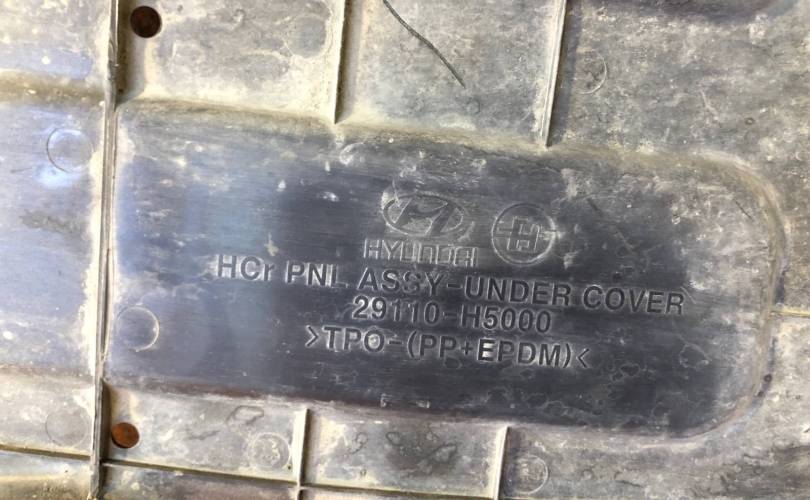 H
HYUNDAI
HCr PNL ASSY-UNDER COVER
29110-H5000
>TPO-(PP+EPDM)<